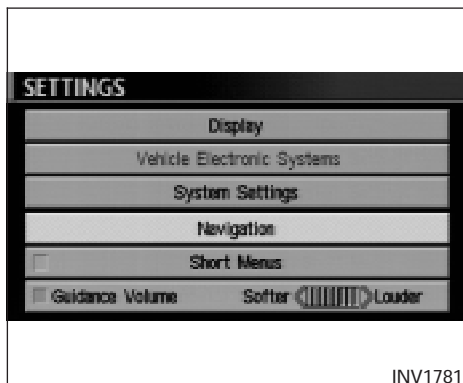 SETTINGS
Display
Vehicle Electronic Systems
System Settings
Navigation
Short Menus
Guidance Volume Softer Louder
INV1781